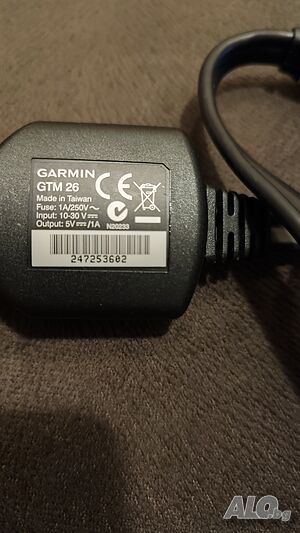 GARMIN
GTM 26
Made in Taiwan
Fuse: 1A/250V～
Input: 10-30 V⎓
Output: 5V⎓/1A
CE
N20233
247253602
ALO.bg